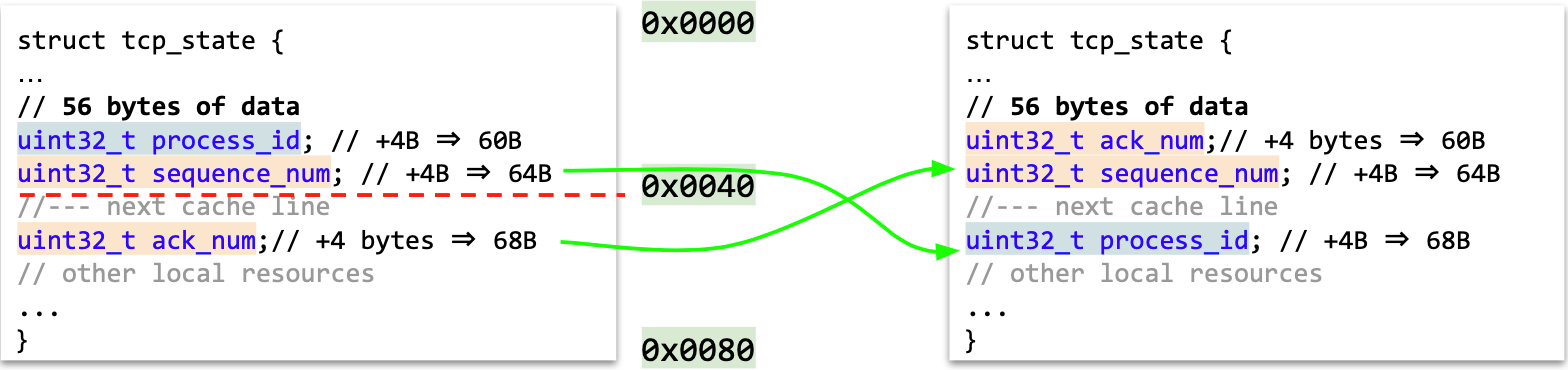 struct tcp_state {
…
// 56 bytes of data
uint32_t process_id; // +4B ⇒ 60B
uint32_t sequence_num; // +4B ⇒ 64B
//--- next cache line
uint32_t ack_num;// +4 bytes ⇒ 68B
// other local resources
...
}
0x0000
0x0040
0x0080
struct tcp_state {
…
// 56 bytes of data
uint32_t ack_num;// +4 bytes ⇒ 60B
uint32_t sequence_num; // +4B ⇒ 64B
//--- next cache line
uint32_t process_id; // +4B ⇒ 68B
// other local resources
...
}